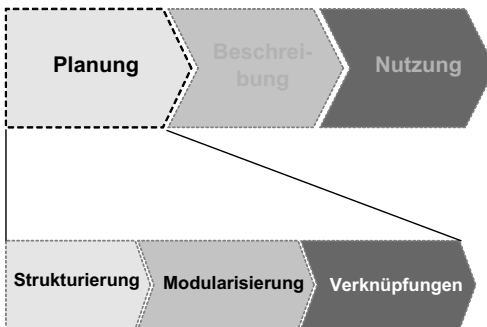 Planung
Beschrei-
bung
Nutzung
Strukturierung
Modularisierung
Verknüpfungen